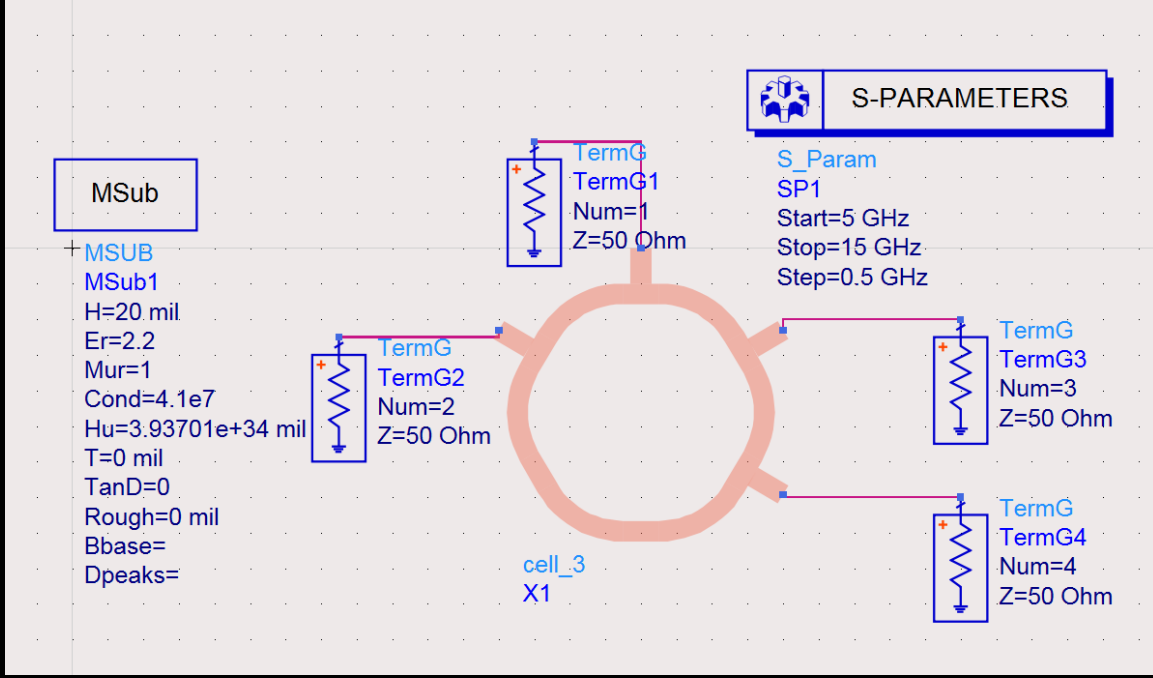 S-PARAMETERS
S_Param
SP1
Start=5 GHz
Stop=15 GHz
Step=0.5 GHz
MSub
MSUB
MSub1
H=20 mil
Er=2.2
Mur=1
Cond=4.1e7
Hu=3.93701e+34 mil
T=0 mil
TanD=0
Rough=0 mil
Bbase=
Dpeaks=
TermG
TermG1
Num=1
Z=50 Ohm
TermG
TermG2
Num=2
Z=50 Ohm
TermG
TermG3
Num=3
Z=50 Ohm
TermG
TermG4
Num=4
Z=50 Ohm
cell_3
X1